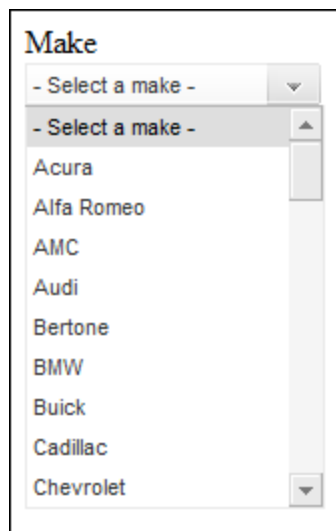 Make
- Select a make -
- Select a make -
Acura
Alfa Romeo
AMC
Audi
Bertone
BMW
Buick
Cadillac
Chevrolet